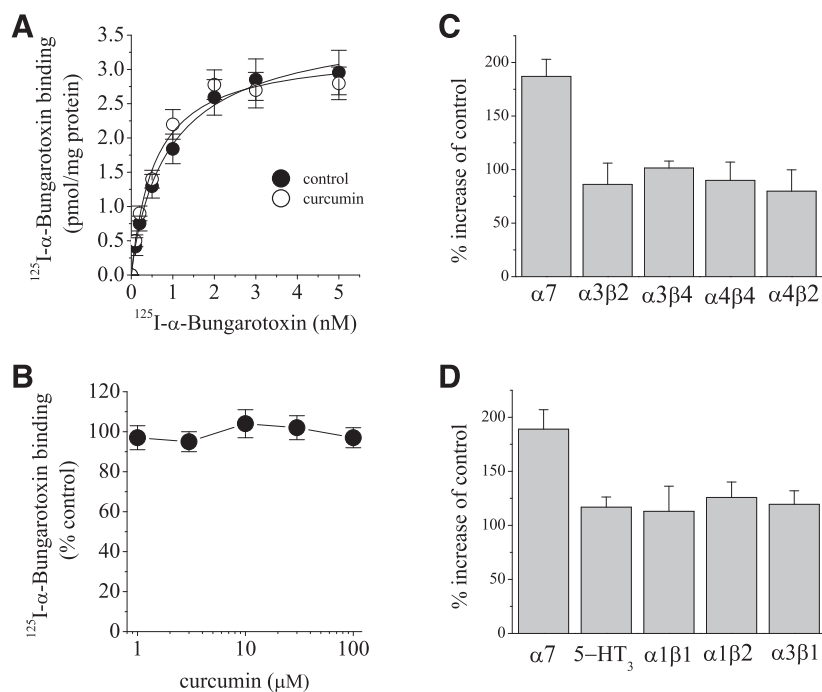 A
¹²⁵I-α-Bungarotoxin binding
(pmol/mg protein)
3.5
3.0
2.5
2.0
1.5
1.0
0.5
0.0
control
curcumin
0 1 2 3 4 5
¹²⁵I-α-Bungarotoxin (nM)
B
¹²⁵I-α-Bungarotoxin binding
(% control)
120
100
80
60
40
20
0
1 10 100
curcumin (μM)
C
% increase of control
200
150
100
50
0
α7 α3β2 α3β4 α4β4 α4β2
D
% increase of control
200
150
100
50
0
α7 5−HT₃ α1β1 α1β2 α3β1